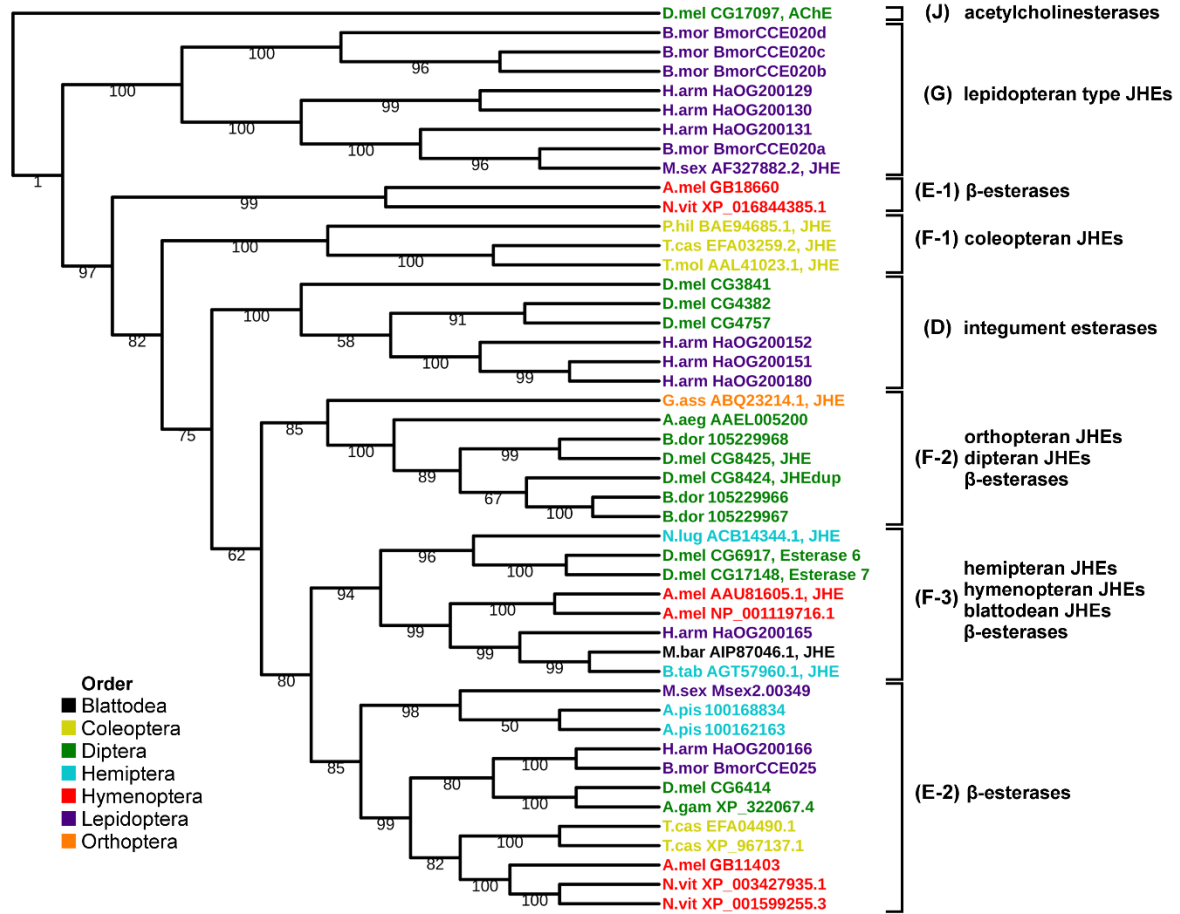 D.mel CG17097, AChE
(J) acetylcholinesterases
B.mor BmorCCE020d
100
B.mor BmorCCE020c
96
B.mor BmorCCE020b
100
(G) lepidopteran type JHEs
H.arm HaOG200129
99
H.arm HaOG200130
100
H.arm HaOG200131
100
B.mor BmorCCE020a
96
M.sex AF327882.2, JHE
1
A.mel GB18660
(E-1) β-esterases
99
N.vit XP_016844385.1
P.hil BAE94685.1, JHE
100
(F-1) coleopteran JHEs
T.cas EFA03259.2, JHE
100
T.mol AAL41023.1, JHE
97
D.mel CG3841
100
D.mel CG4382
91
D.mel CG4757
(D) integument esterases
82
58
H.arm HaOG200152
100
H.arm HaOG200151
99
H.arm HaOG200180
G.ass ABQ23214.1, JHE
85
A.aeg AAEL005200
75
100
B.dor 105229968
orthopteran JHEs
99
D.mel CG8425, JHE
(F-2) dipteran JHEs
89
D.mel CG8424, JHEdup
β-esterases
67
B.dor 105229966
100
B.dor 105229967
N.lug ACB14344.1, JHE
62
96
D.mel CG6917, Esterase 6
hemipteran JHEs
100
D.mel CG17148, Esterase 7
hymenopteran JHEs
94
A.mel AAU81605.1, JHE
(F-3) blattodean JHEs
100
A.mel NP_001119716.1
β-esterases
99
H.arm HaOG200165
99
M.bar AIP87046.1, JHE
99
B.tab AGT57960.1, JHE
80
M.sex Msex2.00349
98
A.pis 100168834
50
A.pis 100162163
85
H.arm HaOG200166
100
B.mor BmorCCE025
80
D.mel CG6414
(E-2) β-esterases
100
A.gam XP_322067.4
99
T.cas EFA04490.1
100
T.cas XP_967137.1
82
A.mel GB11403
100
N.vit XP_003427935.1
100
N.vit XP_001599255.3
Order
Blattodea
Coleoptera
Diptera
Hemiptera
Hymenoptera
Lepidoptera
Orthoptera